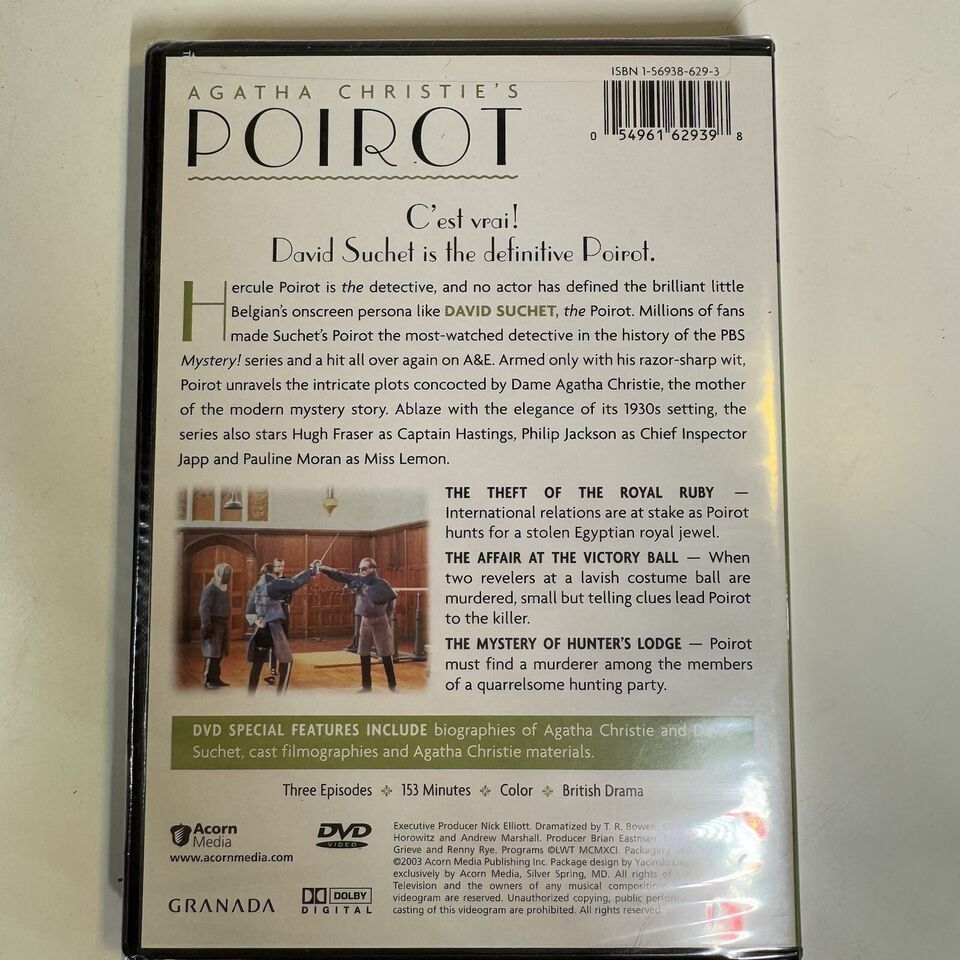 ISBN 1-56938-629-3
0 54961 62939 8
AGATHA CHRISTIE'S
POIROT
C'est vrai!
David Suchet is the definitive Poirot.
Hercule Poirot is the detective, and no actor has defined the brilliant little
Belgian's onscreen persona like DAVID SUCHET, the Poirot. Millions of fans
made Suchet's Poirot the most-watched detective in the history of the PBS
Mystery! series and a hit all over again on A&E. Armed only with his razor-sharp wit,
Poirot unravels the intricate plots concocted by Dame Agatha Christie, the mother
of the modern mystery story. Ablaze with the elegance of its 1930s setting, the
series also stars Hugh Fraser as Captain Hastings, Philip Jackson as Chief Inspector
Japp and Pauline Moran as Miss Lemon.
THE THEFT OF THE ROYAL RUBY —
International relations are at stake as Poirot
hunts for a stolen Egyptian royal jewel.
THE AFFAIR AT THE VICTORY BALL — When
two revelers at a lavish costume ball are
murdered, small but telling clues lead Poirot
to the killer.
THE MYSTERY OF HUNTER'S LODGE — Poirot
must find a murderer among the members
of a quarrelsome hunting party.
DVD SPECIAL FEATURES INCLUDE biographies of Agatha Christie and
Suchet, cast filmographies and Agatha Christie materials.
Three Episodes ❖ 153 Minutes ❖ Color ❖ British Drama
Acorn
Media
www.acornmedia.com
DVD
VIDEO
GRANADA
DOLBY
DIGITAL
Executive Producer Nick Elliott. Dramatized by T. R. Bowen,
Horowitz and Andrew Marshall. Producer Brian Eastman.
Grieve and Renny Rye. Programs ©LWT MCMXCI.
©2003 Acorn Media Publishing Inc. Package design by
exclusively by Acorn Media, Silver Spring, MD. All rights of
Television and the owners of any musical
videogram are reserved. Unauthorized copying, public
casting of this videogram are prohibited. All rights reserved.